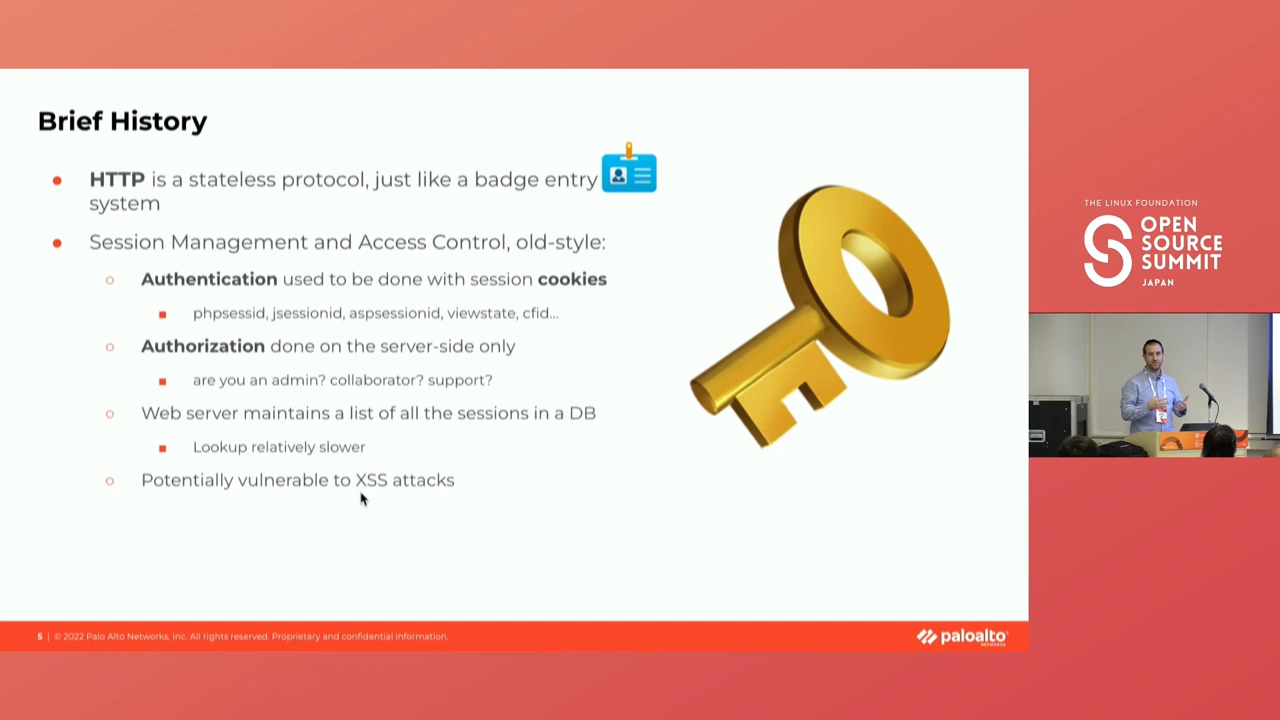 Brief History
HTTP is a stateless protocol, just like a badge entry
system
Session Management and Access Control, old-style:
Authentication used to be done with session cookies
phpsessid, jsessionid, aspsessionid, viewstate, cfid...
Authorization done on the server-side only
are you an admin? collaborator? support?
Web server maintains a list of all the sessions in a DB
Lookup relatively slower
Potentially vulnerable to XSS attacks
5 | © 2022 Palo Alto Networks, Inc. All rights reserved. Proprietary and confidential information.
paloalto
NETWORKS
THE LINUX FOUNDATION
OPEN
SOURCE
SUMMIT
JAPAN